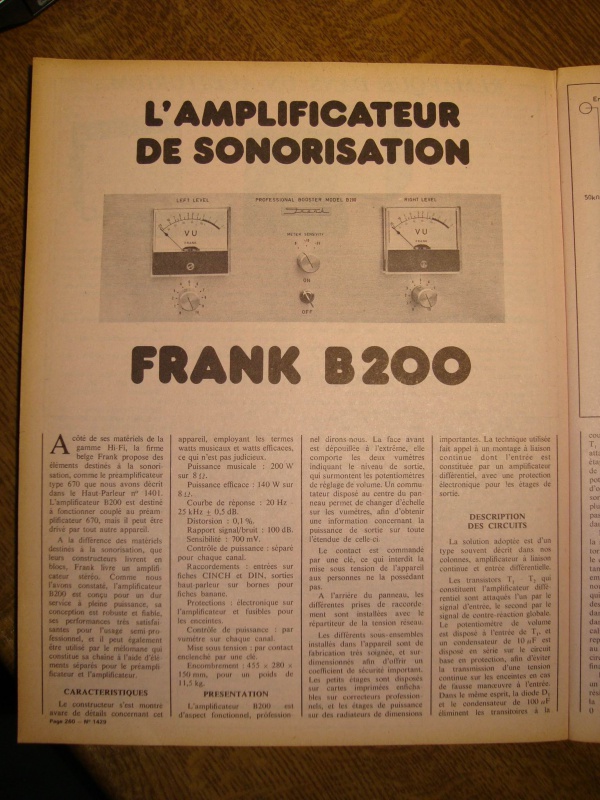 L'AMPLIFICATEUR
DE SONORISATION
LEFT LEVEL
PROFESSIONAL BOOSTER MODEL B200
RIGHT LEVEL
VU
FRANK
METER SENSITIVITY
ON
OFF
VU
FRANK
FRANK B200
A côté de ses matériels de la
gamme Hi-Fi, la firme
belge Frank propose des
éléments destinés à la sonori-
sation, comme le préamplificateur
type 670 que nous avons décrit
dans le Haut-Parleur n° 1401.
L'amplificateur B200 est destiné
à fonctionner couplé au préam-
plificateur 670, mais il peut être
drivé par tout autre appareil.
A la différence des matériels
destinés à la sonorisation, que
leurs constructeurs livrent en
blocs, Frank livre un amplifi-
cateur stéréo. Comme nous
l'avons constaté, l'amplificateur
B200 est conçu pour un dur
service à pleine puissance, sa
conception est robuste et fiable,
ses performances très satisfai-
santes pour l'usage semi-pro-
fessionnel, et il peut également
être utilisé par le mélomane qui
constitue sa chaîne à l'aide d'élé-
ments séparés pour le préampli-
ficateur et l'amplificateur.
CARACTERISTIQUES
Le constructeur s'est montré
avare de détails concernant cet
Page 280 - N° 1429
appareil, employant les termes
watts musicaux et watts efficaces,
ce qui n'est pas judicieux.
Puissance musicale : 200 W
sur 8 Ω.
Puissance efficace : 140 W sur
8 Ω.
Courbe de réponse : 20 Hz -
25 kHz ± 0,5 dB.
Distorsion : 0,1 %.
Rapport signal/bruit : 100 dB.
Sensibilité : 700 mV.
Contrôle de puissance : séparé
pour chaque canal.
Raccordements : entrées sur
fiches CINCH et DIN, sorties
haut-parleur sur bornes pour
fiches banane.
Protections : électronique sur
l'amplificateur et fusibles pour
les enceintes.
Contrôle de puissance : par
vumètre sur chaque canal.
Mise sous tension : par contact
enclenché par une clé.
Encombrement : 455 × 280 ×
150 mm, pour un poids de
11,5 kg.
PRESENTATION
L'amplificateur B200 est
d'aspect fonctionnel, profession-
nel dirons-nous. La face avant
est dépouillée à l'extrême, elle
comporte les deux vumètres
indiquant le niveau de sortie,
qui surmontent les potentiomètres
de réglage de volume. Un commu-
tateur disposé au centre du pan-
neau permet de changer d'échelle
sur les vumètres, afin d'obtenir
une information concernant la
puissance de sortie sur toute
l'étendue de celle-ci
Le contact est commandé
par une clé, ce qui interdit la
mise sous tension de l'appareil
aux personnes ne la possédant
pas.
A l'arrière du panneau, les
différentes prises de raccorde-
ment sont installées avec le
répartiteur de la tension réseau.
Les différents sous-ensembles
installés dans l'appareil sont de
fabrication très soignée, et sur-
dimensionnés afin d'offrir un
coefficient de sécurité important.
Les petits étages sont disposés
sur cartes imprimées enficha-
bles sur correcteurs profession-
nels, et les étages de puissance
sur des radiateurs de dimensions
importantes. La technique utilisée
fait appel à un montage à liaison
continue dont l'entrée est
constituée par un amplificateur
différentiel, avec une protection
électronique pour les étages de
sortie.
DESCRIPTION
DES CIRCUITS
La solution adoptée est d'un
type souvent décrit dans nos
colonnes, amplificateur à liaison
continue et entrée différentielle.
Les transistors T₁ T₂ qui
constituent l'amplificateur diffé-
rentiel sont attaqués l'un par le
signal d'entrée, le second par le
signal de contre-réaction globale.
Le potentiomètre de volume
est disposé à l'entrée de T₁, et
un condensateur de 10 µF est
disposé en série sur le circuit
base en protection, afin d'éviter
la transmission d'une tension
continue sur les enceintes en cas
de fausse manœuvre à l'entrée.
Dans le même esprit, la diode D₁
et le condensateur de 100 µF
éliminent les transitoires à la